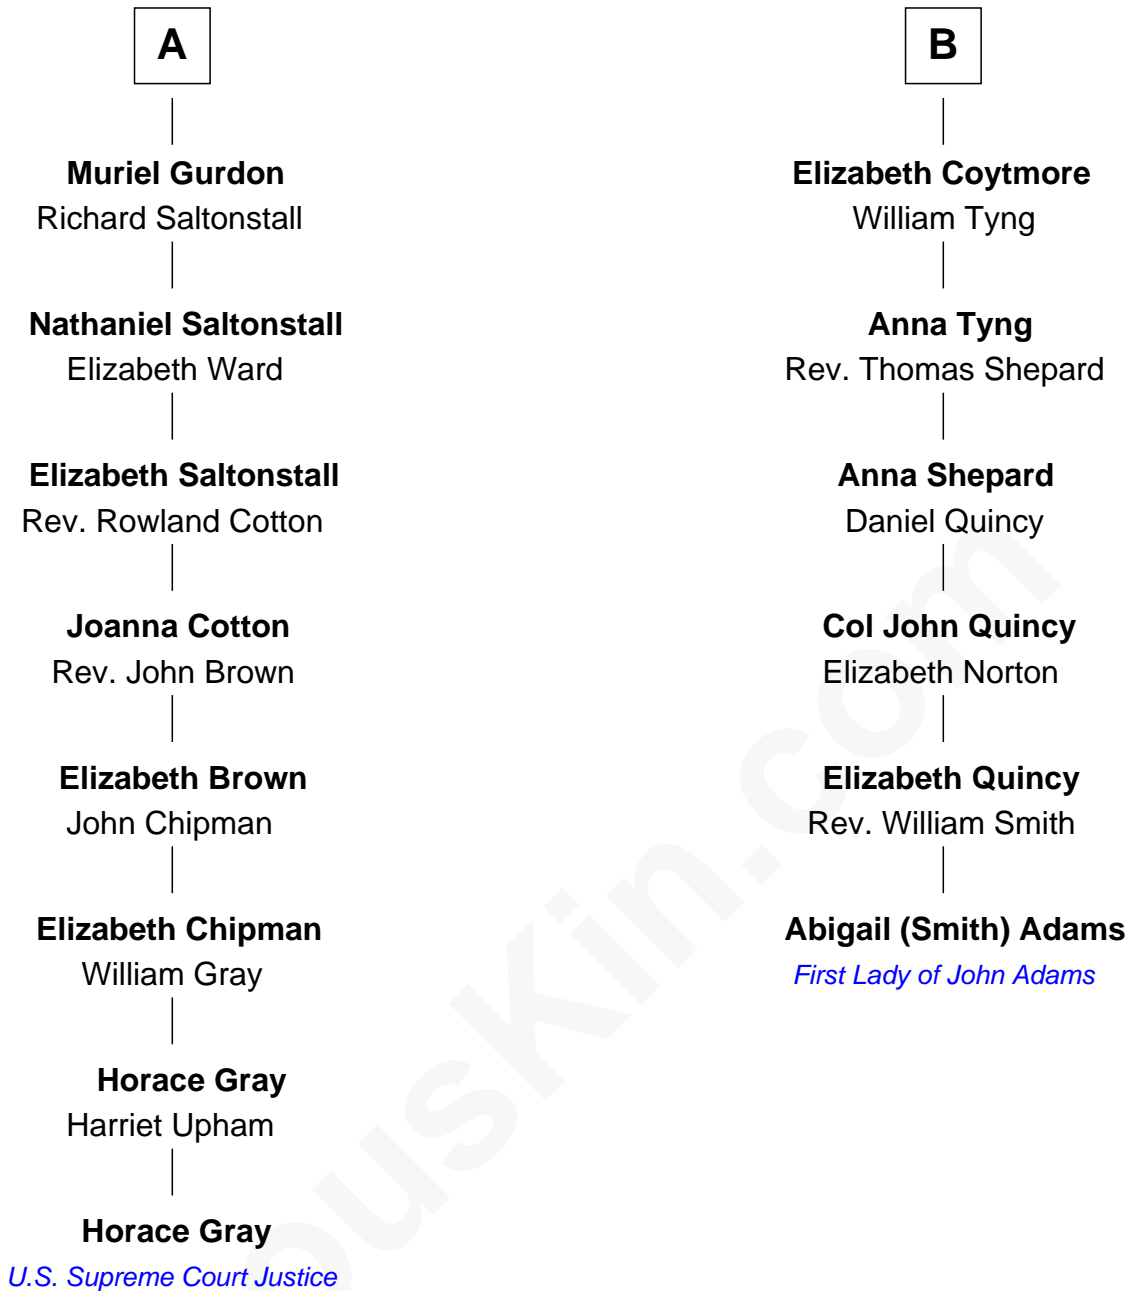 A
Muriel Gurdon
Richard Saltonstall
Nathaniel Saltonstall
Elizabeth Ward
Elizabeth Saltonstall
Rev. Rowland Cotton
Joanna Cotton
Rev. John Brown
Elizabeth Brown
John Chipman
Elizabeth Chipman
William Gray
Horace Gray
Harriet Upham
Horace Gray
U.S. Supreme Court Justice
B
Elizabeth Coytmore
William Tyng
Anna Tyng
Rev. Thomas Shepard
Anna Shepard
Daniel Quincy
Col John Quincy
Elizabeth Norton
Elizabeth Quincy
Rev. William Smith
Abigail (Smith) Adams
First Lady of John Adams
ousKin.com